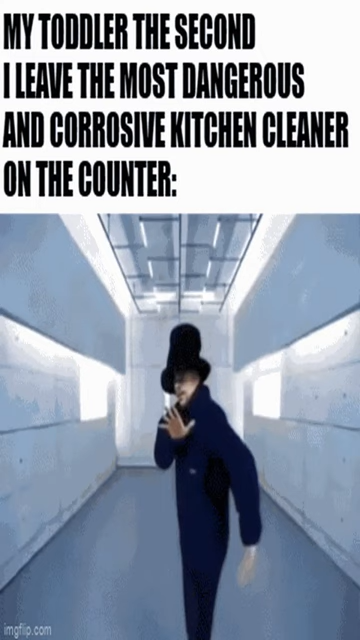 MY TODDLER THE SECOND
I LEAVE THE MOST DANGEROUS
AND CORROSIVE KITCHEN CLEANER
ON THE COUNTER:
imgflip.com